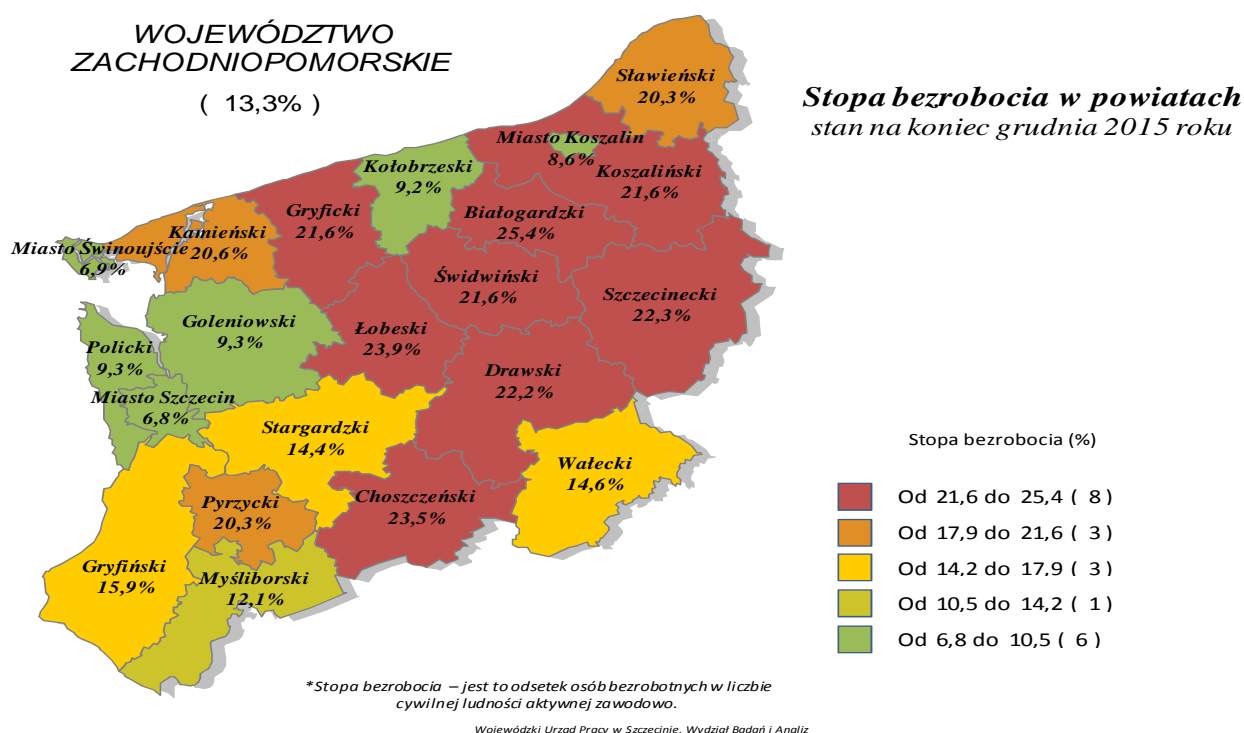 WOJEWÓDZTWO
ZACHODNIOPOMORSKIE
( 13,3% )
Stopa bezrobocia w powiatach
stan na koniec grudnia 2015 roku
Sławieński
20,3%
Miasto Koszalin
8,6%
Koszaliński
21,6%
Kołobrzeski
9,2%
Gryficki
21,6%
Białogardzki
25,4%
Kamieński
20,6%
Miasto Świnoujście
6,9%
Świdwiński
21,6%
Szczecinecki
22,3%
Goleniowski
9,3%
Łobeski
23,9%
Policki
9,3%
Drawski
22,2%
Miasto Szczecin
6,8%
Stargardzki
14,4%
Wałecki
14,6%
Pyrzycki
20,3%
Choszczeński
23,5%
Gryfiński
15,9%
Myśliborski
12,1%
Stopa bezrobocia (%)
Od 21,6 do 25,4 ( 8 )
Od 17,9 do 21,6 ( 3 )
Od 14,2 do 17,9 ( 3 )
Od 10,5 do 14,2 ( 1 )
Od 6,8 do 10,5 ( 6 )
*Stopa bezrobocia – jest to odsetek osób bezrobotnych w liczbie
cywilnej ludności aktywnej zawodowo.
Wojewódzki Urząd Pracy w Szczecinie, Wydział Badań i Analiz